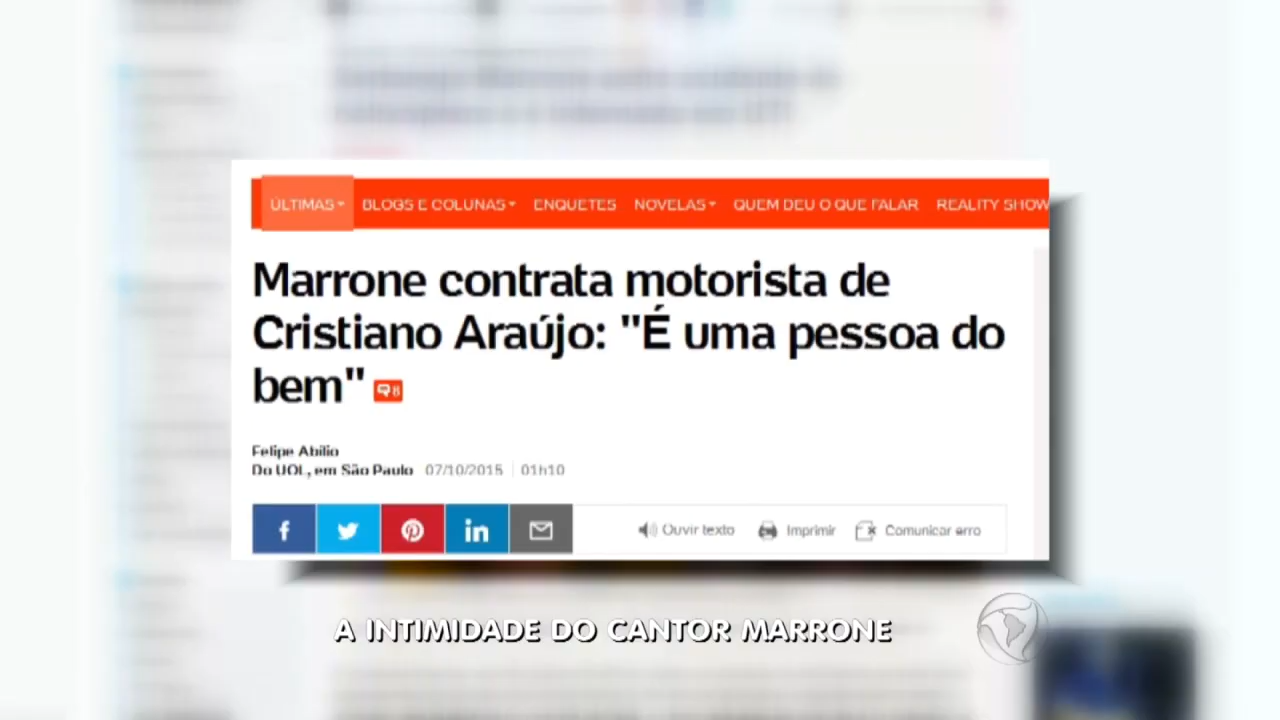 ÚLTIMAS BLOGS E COLUNAS ENQUETES NOVELAS QUEM DEU O QUE FALAR REALITY SHOW
Marrone contrata motorista de
Cristiano Araújo: "É uma pessoa do
bem" 8
Felipe Abílio
Do UOL, em São Paulo 07/10/2015 01h10
f in Ouvir texto Imprimir Comunicar erro
A INTIMIDADE DO CANTOR MARRONE